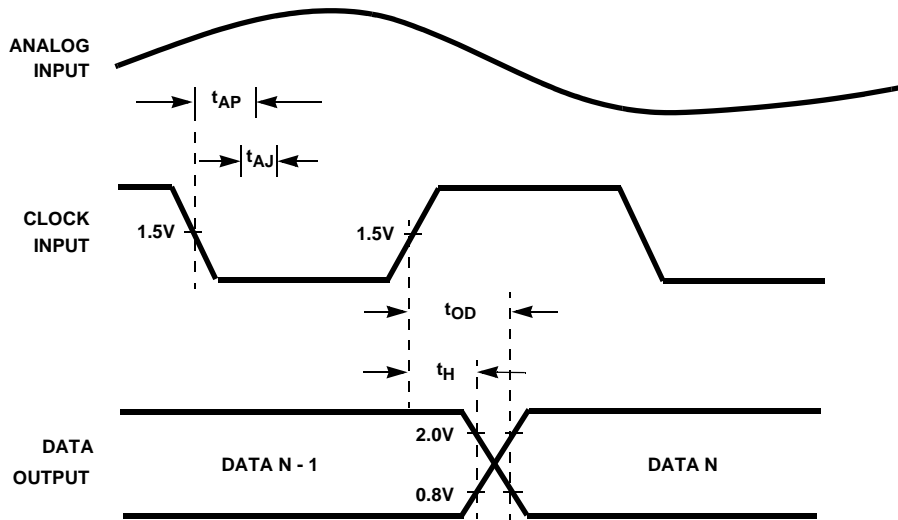 ANALOG
INPUT
tAP
tAJ
CLOCK
INPUT
1.5V
1.5V
tOD
tH
DATA
OUTPUT
DATA N - 1
2.0V
0.8V
DATA N